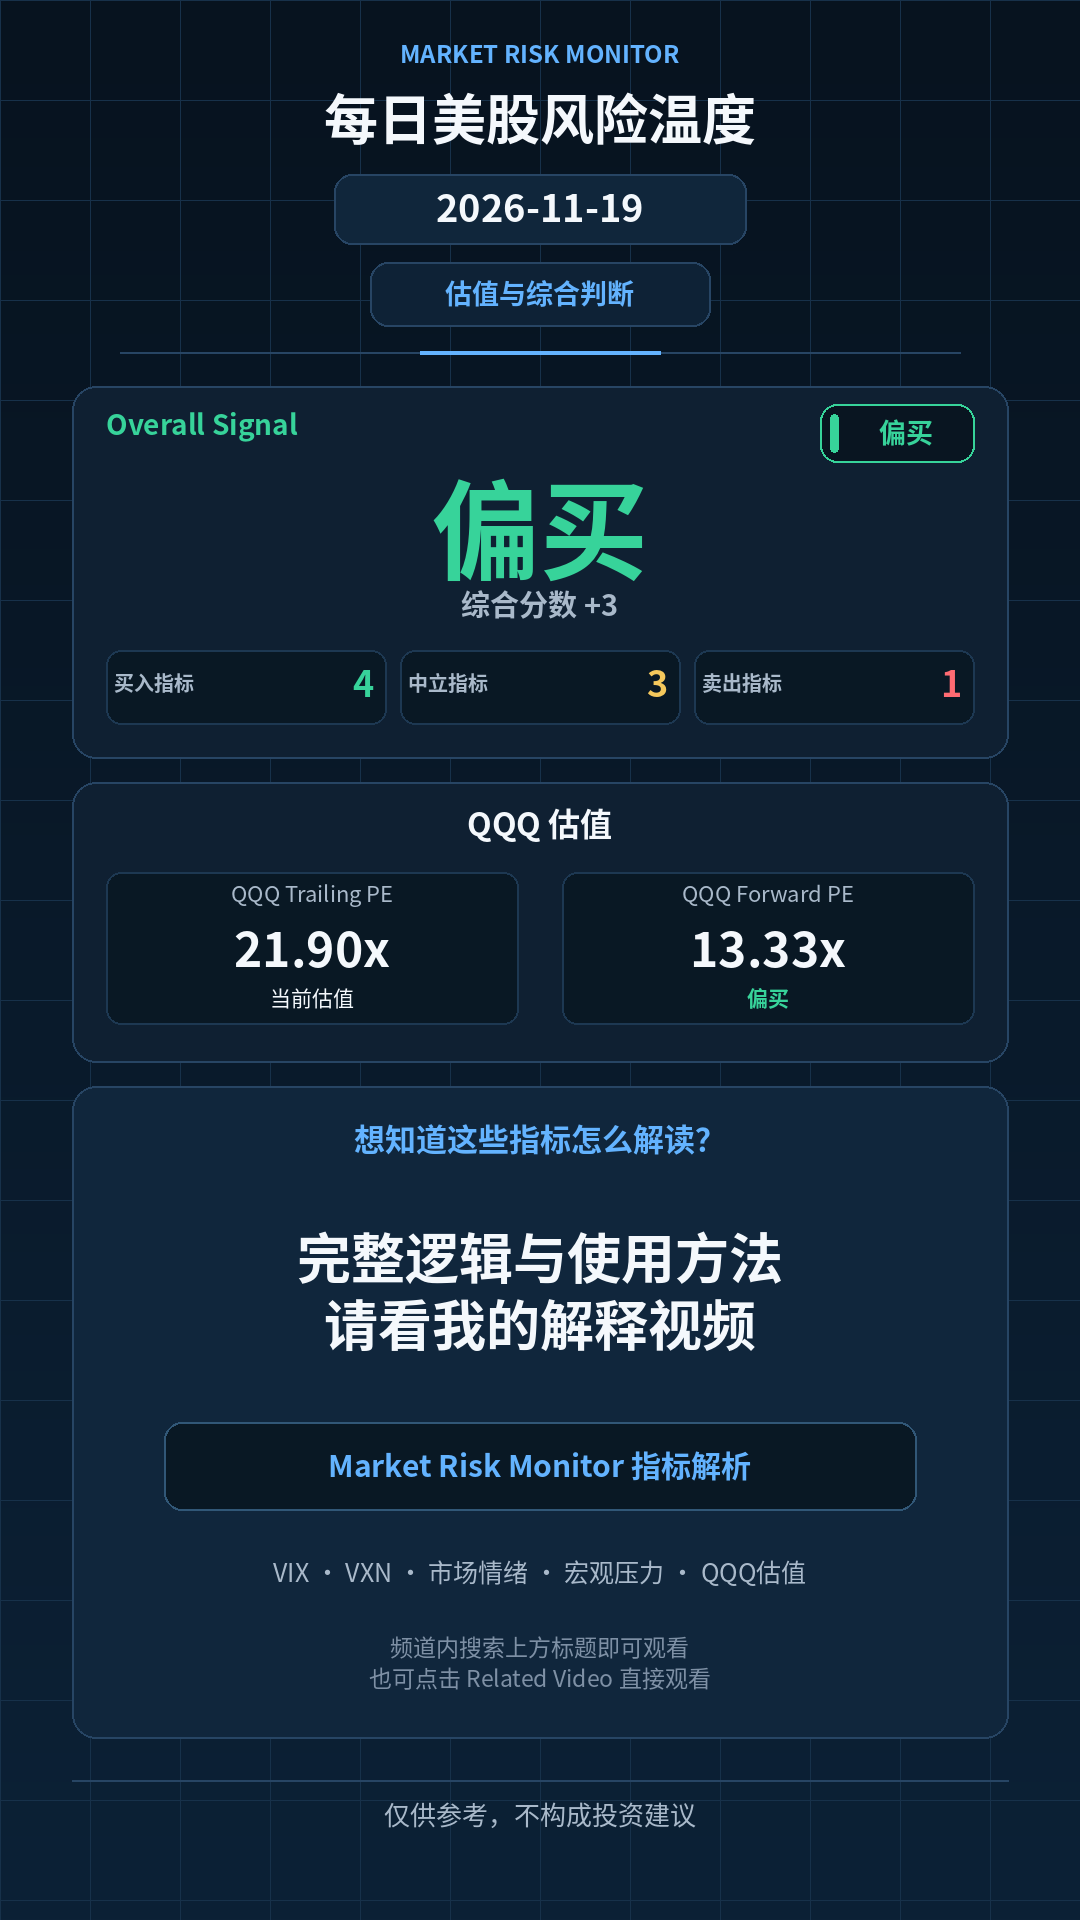 MARKET RISK MONITOR
每日美股风险温度
2026-11-19
估值与综合判断
Overall Signal
偏买
偏买
综合分数 +3
买入指标 4
中立指标 3
卖出指标 1
QQQ 估值
QQQ Trailing PE
21.90x
当前估值
QQQ Forward PE
13.33x
偏买
想知道这些指标怎么解读?
完整逻辑与使用方法
请看我的解释视频
Market Risk Monitor 指标解析
VIX • VXN • 市场情绪 • 宏观压力 • QQQ估值
频道内搜索上方标题即可观看
也可点击 Related Video 直接观看
仅供参考，不构成投资建议